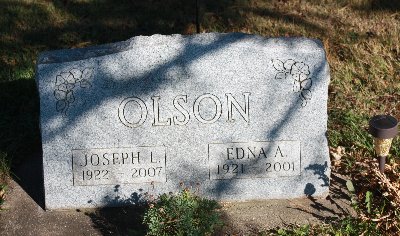 OLSON
JOSEPH L.
1922 - 2007
EDNA A.
1921 - 2001